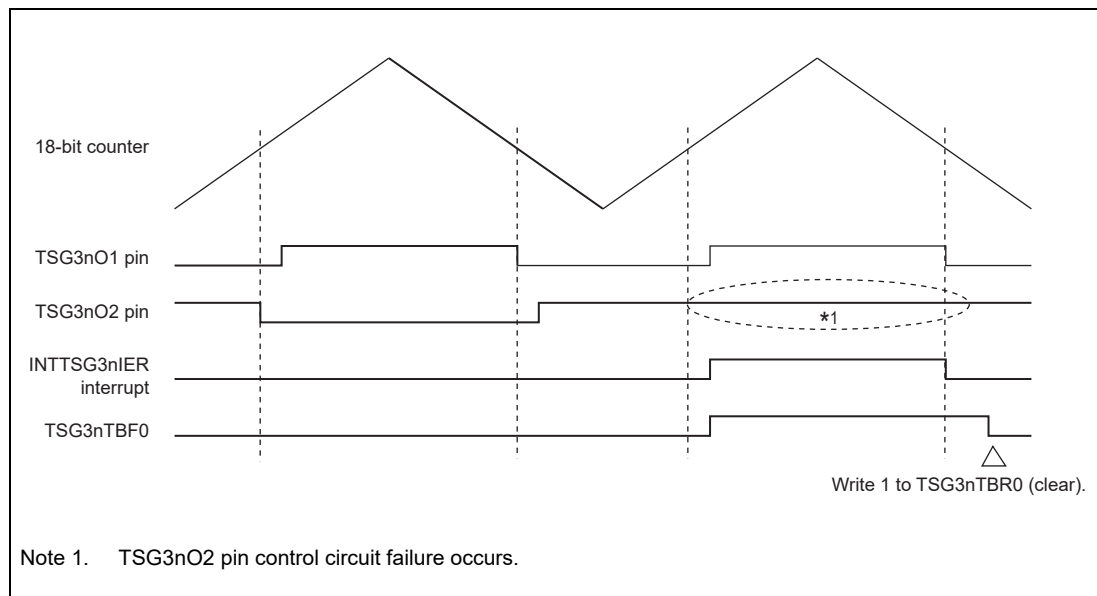 18-bit counter
TSG3nO1 pin
TSG3nO2 pin
*1
INTTSG3nIER
interrupt
TSG3nTBF0
Write 1 to TSG3nTBR0 (clear).
Note 1. TSG3nO2 pin control circuit failure occurs.